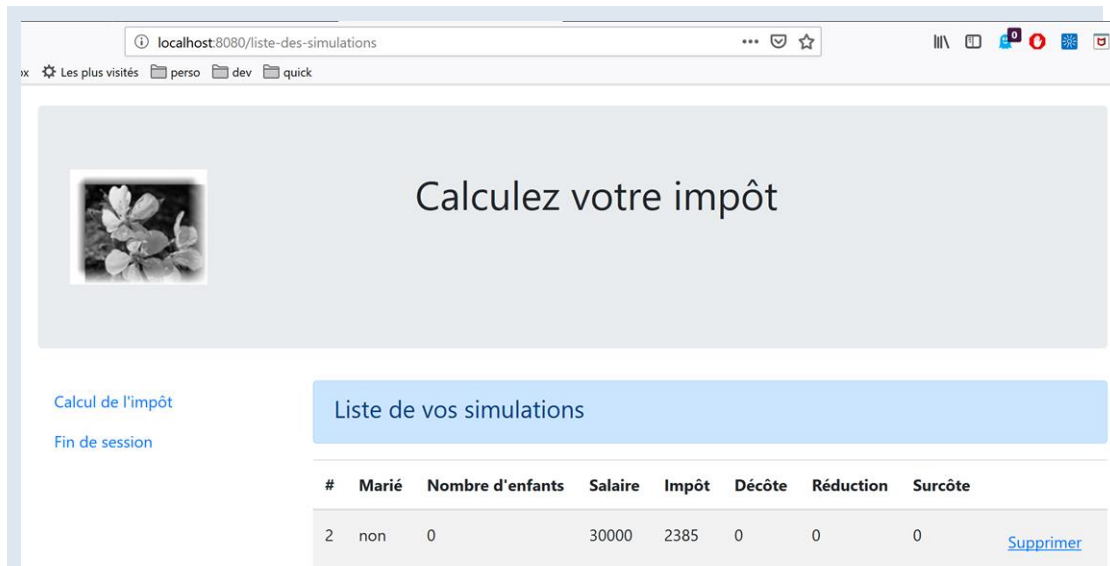 localhost:8080/liste-des-simulations
0
ox Les plus visités perso dev quick
Calculez votre impôt
Calcul de l'impôt
Fin de session
Liste de vos simulations
# Marié Nombre d'enfants Salaire Impôt Décôte Réduction Surcôte
2 non 0 30000 2385 0 0 0 Supprimer